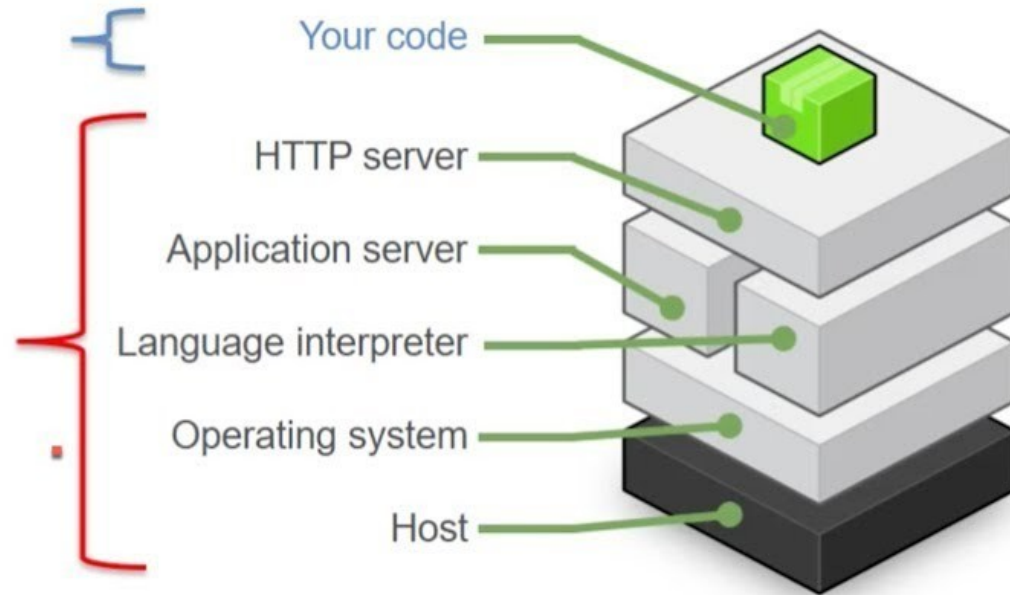 Your code
HTTP server
Application server
Language interpreter
Operating system
Host